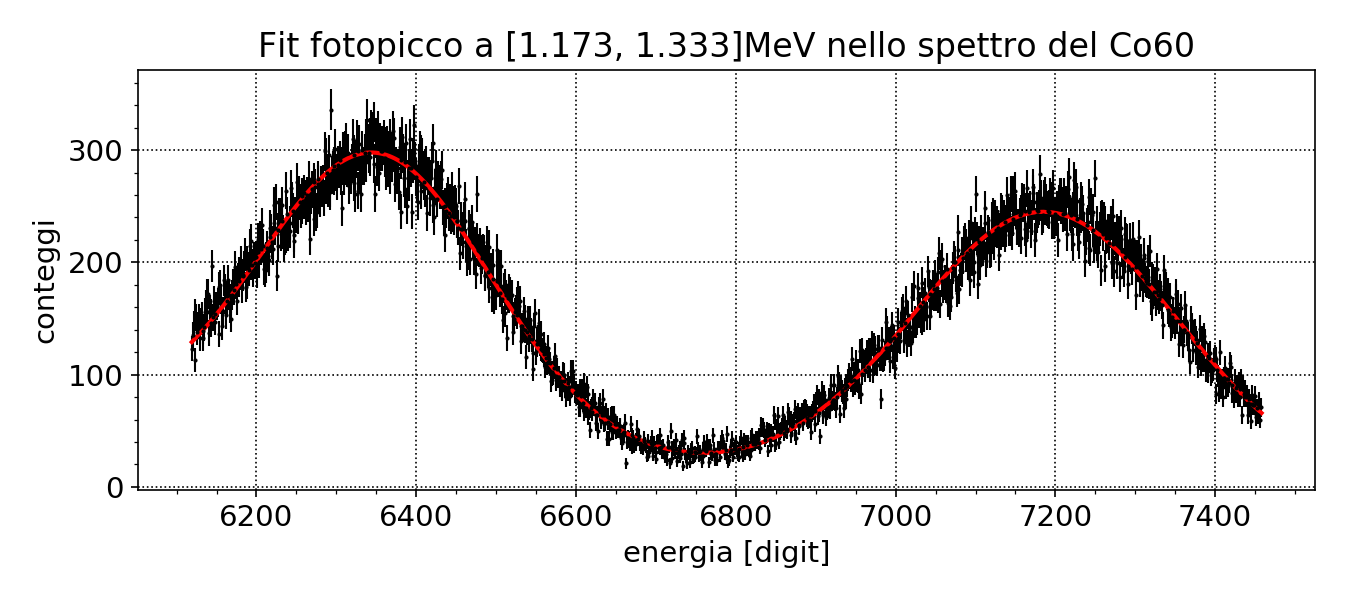 Fit fotopicco a [1.173, 1.333]MeV nello spettro del Co60
conteggi
300
200
100
0
6200 6400 6600 6800 7000 7200 7400
energia [digit]